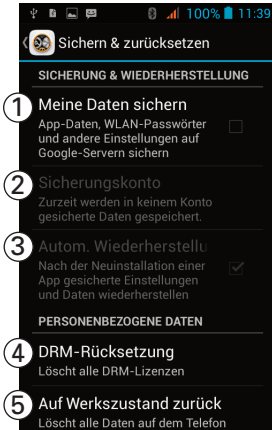 100% 11:39
Sichern & zurücksetzen
SICHERUNG & WIEDERHERSTELLUNG
1 Meine Daten sichern
App-Daten, WLAN-Passwörter
und andere Einstellungen auf
Google-Servern sichern
2 Sicherungskonto
Zurzeit werden in keinem Konto
gesicherte Daten gespeichert.
3 Autom. Wiederherstellu
Nach der Neuinstallation einer
App gesicherte Einstellungen
und Daten wiederherstellen
PERSONENBEZOGENE DATEN
4 DRM-Rücksetzung
Löscht alle DRM-Lizenzen
5 Auf Werkszustand zurück
Löscht alle Daten auf dem Telefon